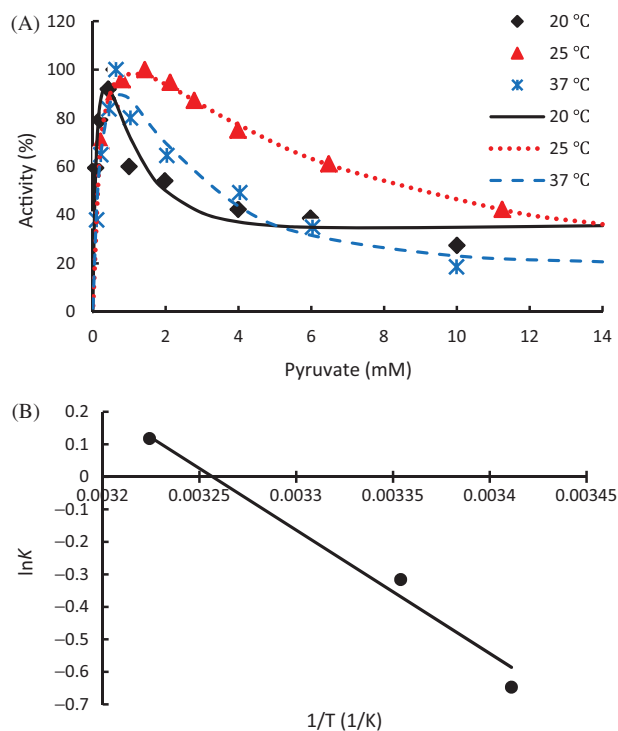 (A)
20 °C
25 °C
37 °C
20 °C
25 °C
37 °C
120
100
80
60
40
20
0
Activity (%)
0 2 4 6 8 10 12 14
Pyruvate (mM)
(B)
0.2
0.1
0
−0.1
−0.2
−0.3
−0.4
−0.5
−0.6
−0.7
0.0032 0.00325 0.0033 0.00335 0.0034 0.00345
lnK
1/T (1/K)